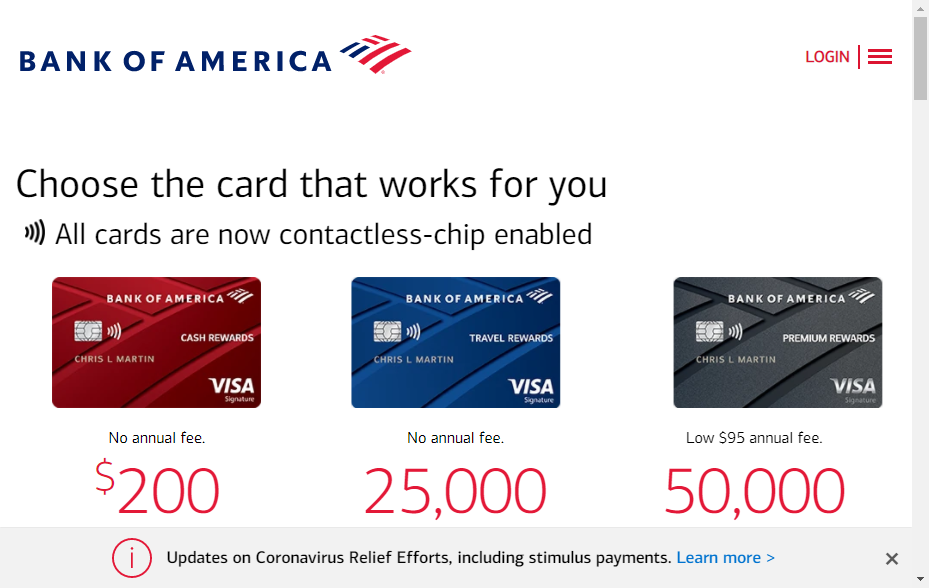 BANK OF AMERICA
LOGIN
Choose the card that works for you
All cards are now contactless-chip enabled
BANK OF AMERICA
CASH REWARDS
CHRIS L MARTIN
VISA
Signature
BANK OF AMERICA
TRAVEL REWARDS
CHRIS L MARTIN
VISA
Signature
BANK OF AMERICA
PREMIUM REWARDS
CHRIS L MARTIN
VISA
Signature
No annual fee.
No annual fee.
Low $95 annual fee.
$200
25,000
50,000
Updates on Coronavirus Relief Efforts, including stimulus payments. Learn more >